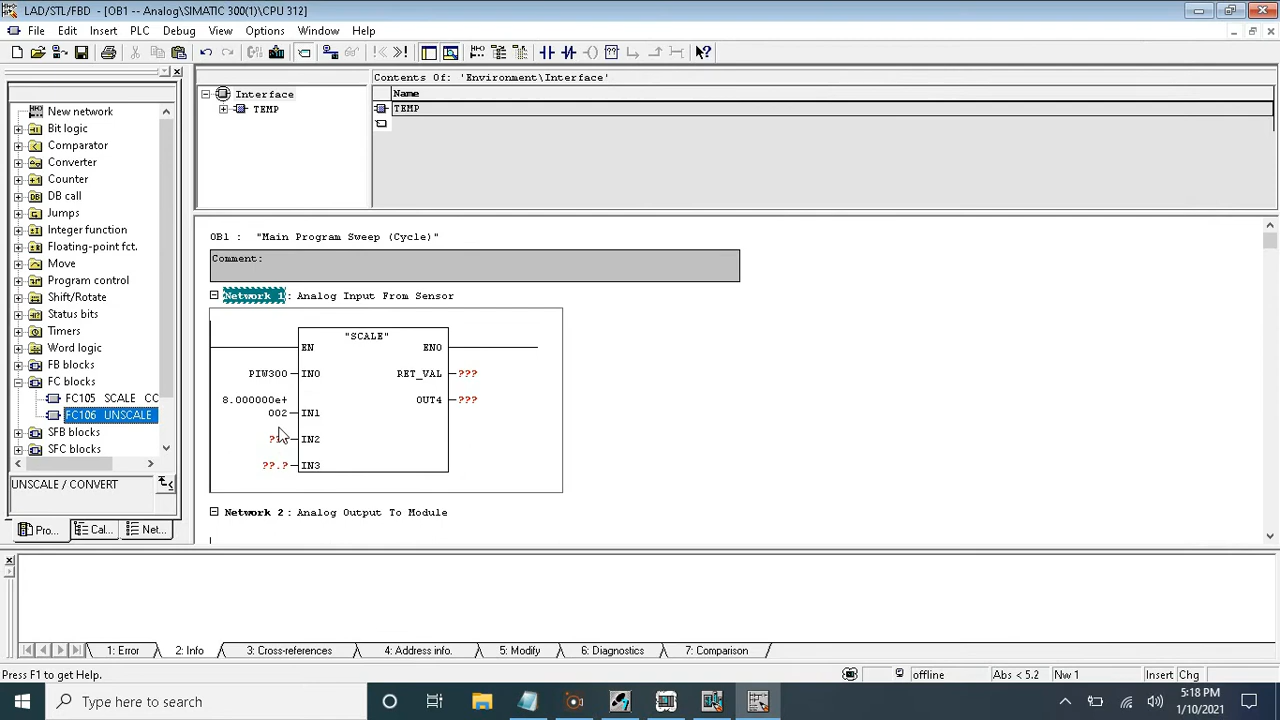 LAD/STL/FBD - [OB1 -- Analog\SIMATIC 300(1)\CPU 312]
File Edit Insert PLC Debug View Options Window Help
New network
Bit logic
Comparator
Converter
Counter
DB call
Jumps
Integer function
Floating-point fct.
Move
Program control
Shift/Rotate
Status bits
Timers
Word logic
FB blocks
FC blocks
FC105 SCALE CO
FC106 UNSCALE
SFB blocks
SFC blocks
UNSCALE / CONVERT
Pro... Cal... Net...
Interface
TEMP
Contents Of: 'Environment\Interface'
Name
TEMP
OB1 : "Main Program Sweep (Cycle)"
Comment:
Network 1: Analog Input From Sensor
"SCALE"
EN ENO
PIW300 IN0 RET_VAL ???
8.000000e+ OUT4 ???
002 IN1
IN2
??.? IN3
Network 2: Analog Output To Module
1: Error 2: Info 3: Cross-references 4: Address info. 5: Modify 6: Diagnostics 7: Comparison
Press F1 to get Help. offline Abs < 5.2 Nw 1 Insert Chg
Type here to search
5:18 PM
1/10/2021